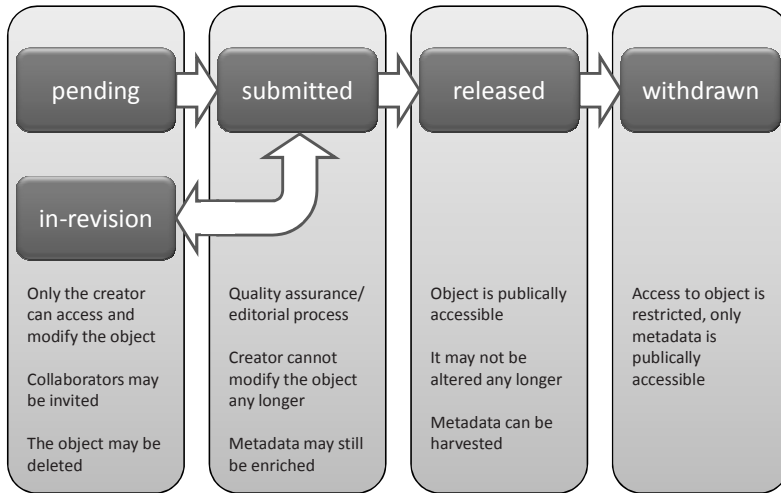 pending
submitted
released
withdrawn
in-revision
Only the creator
can access and
modify the object
Collaborators may
be invited
The object may be
deleted
Quality assurance/
editorial process
Creator cannot
modify the object
any longer
Metadata may still
be enriched
Object is publically
accessible
It may not be
altered any longer
Metadata can be
harvested
Access to object is
restricted, only
metadata is
publically
accessible